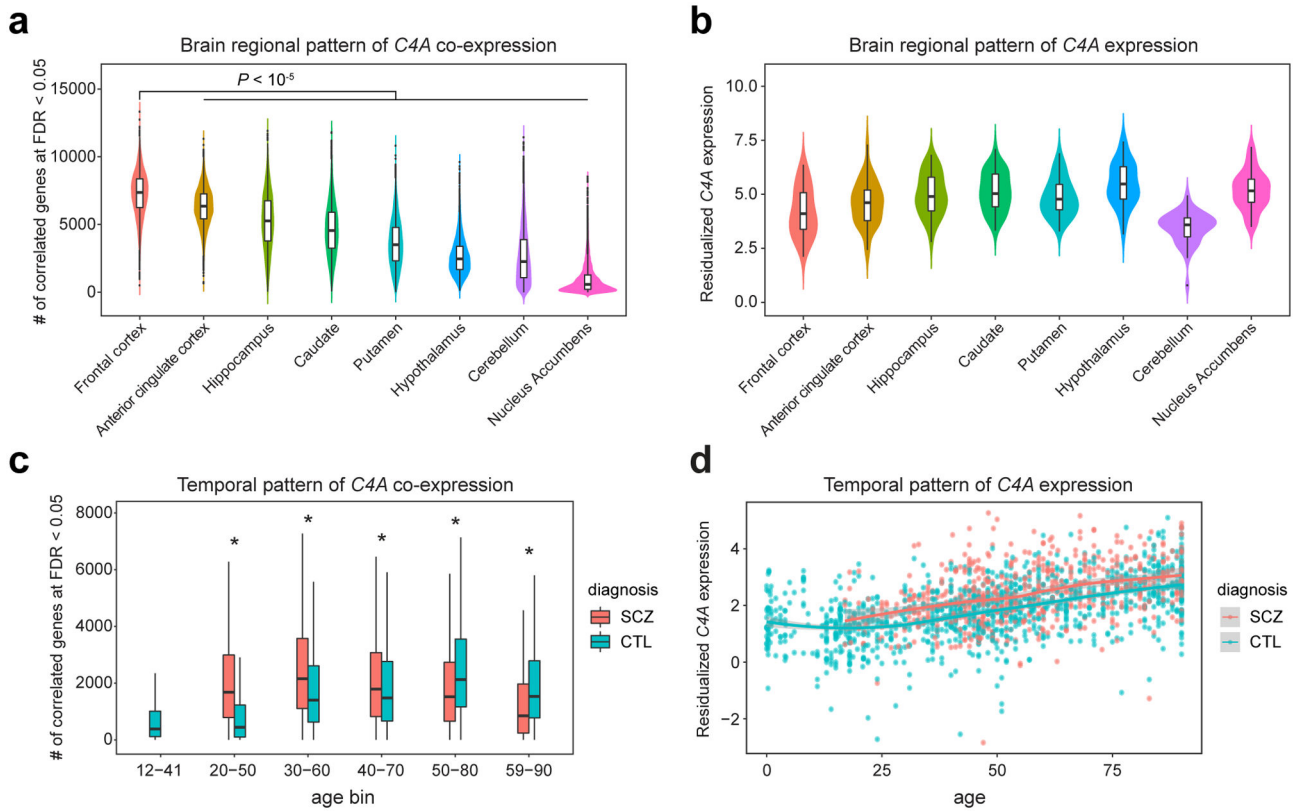 a
Brain regional pattern of C4A co-expression
# of correlated genes at FDR < 0.05
15000
10000
5000
0
P < 10-5
Frontal cortex
Anterior cingulate cortex
Hippocampus
Caudate
Putamen
Hypothalamus
Cerebellum
Nucleus Accumbens
b
Brain regional pattern of C4A expression
Residualized C4A expression
10.0
7.5
5.0
2.5
0.0
Frontal cortex
Anterior cingulate cortex
Hippocampus
Caudate
Putamen
Hypothalamus
Cerebellum
Nucleus Accumbens
c
Temporal pattern of C4A co-expression
# of correlated genes at FDR < 0.05
8000
6000
4000
2000
0
* * * * *
12−41 20−50 30−60 40−70 50−80 59−90
age bin
diagnosis
SCZ
CTL
d
Temporal pattern of C4A expression
Residualized C4A expression
4
2
0
−2
0 25 50 75
age
diagnosis
SCZ
CTL